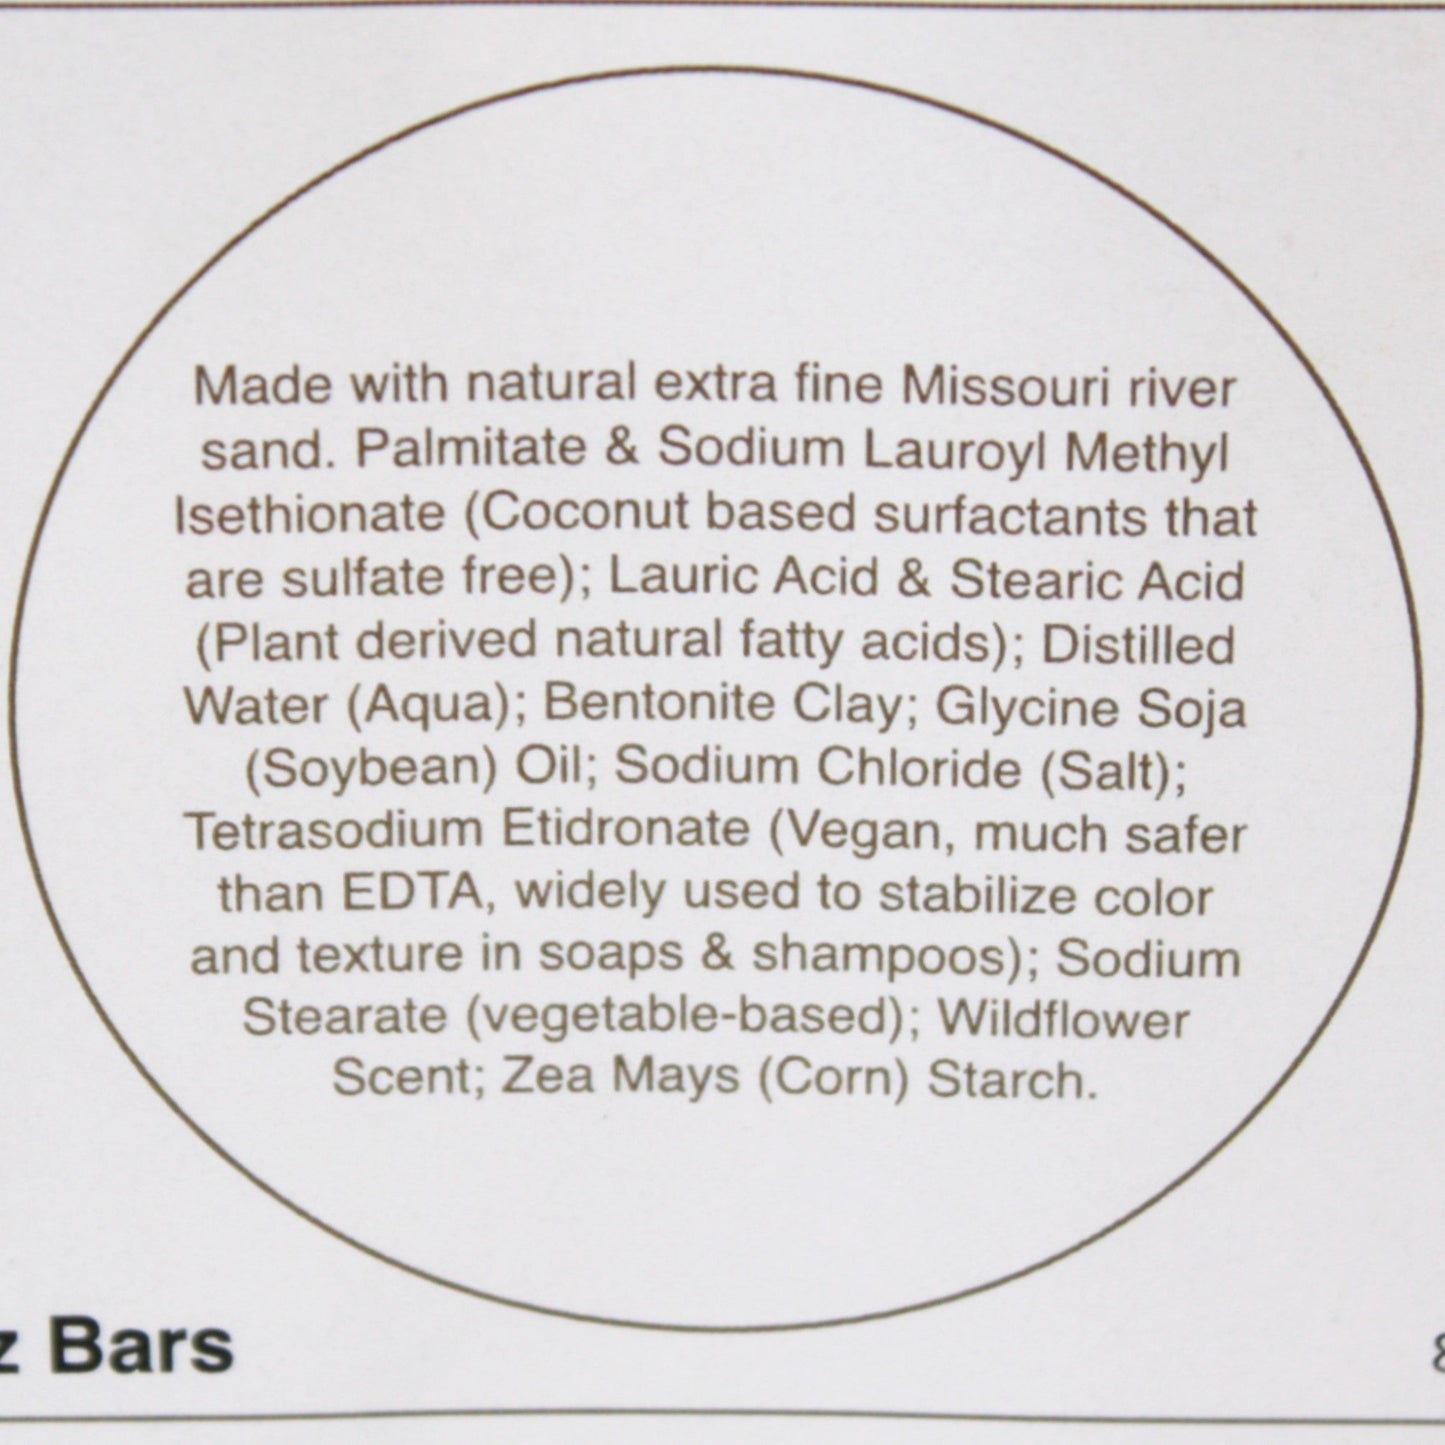 Made with natural extra fine Missouri river
sand. Palmitate & Sodium Lauroyl Methyl
Isethionate (Coconut based surfactants that
are sulfate free); Lauric Acid & Stearic Acid
(Plant derived natural fatty acids); Distilled
Water (Aqua); Bentonite Clay; Glycine Soja
(Soybean) Oil; Sodium Chloride (Salt);
Tetrasodium Etidronate (Vegan, much safer
than EDTA, widely used to stabilize color
and texture in soaps & shampoos); Sodium
Stearate (vegetable-based); Wildflower
Scent; Zea Mays (Corn) Starch.
z Bars